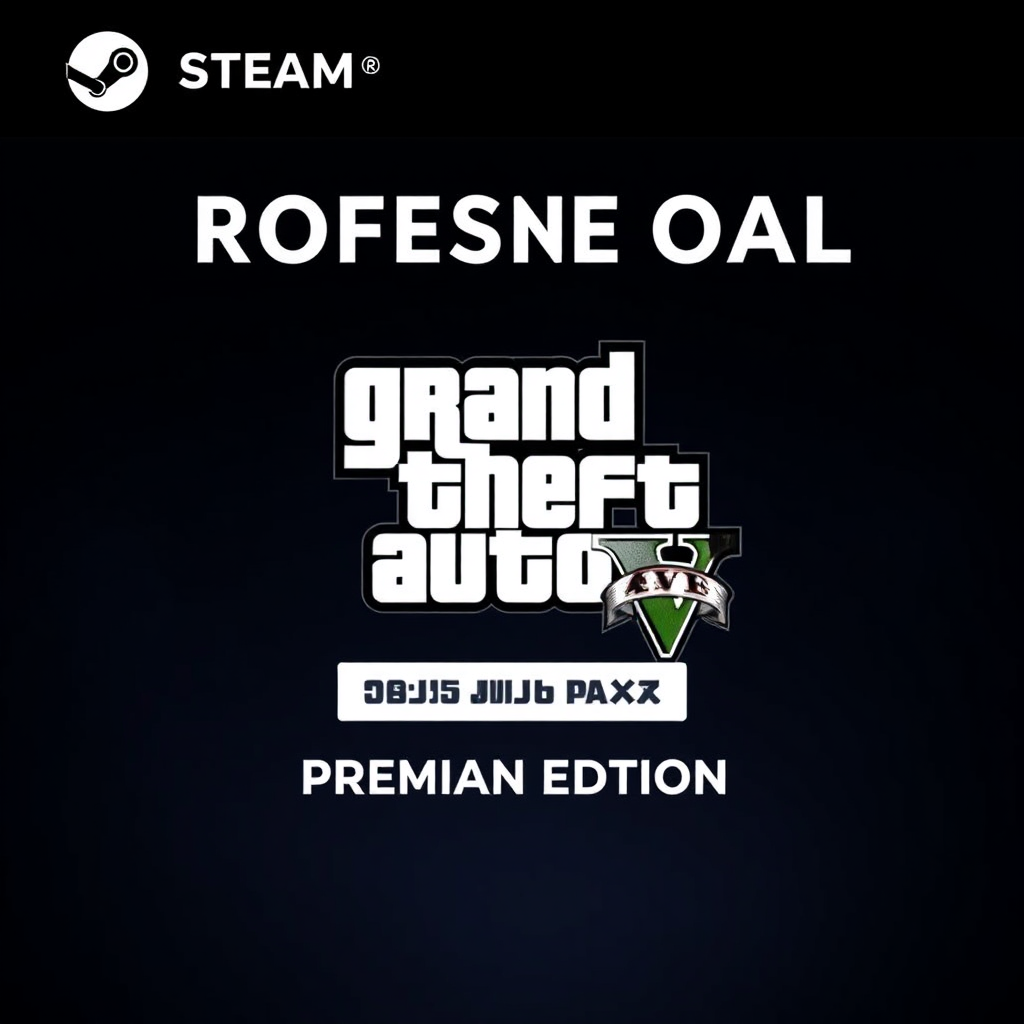 STEAM®
ROFESNE OAL
grand
theft
auto V
PREMIAN EDTION